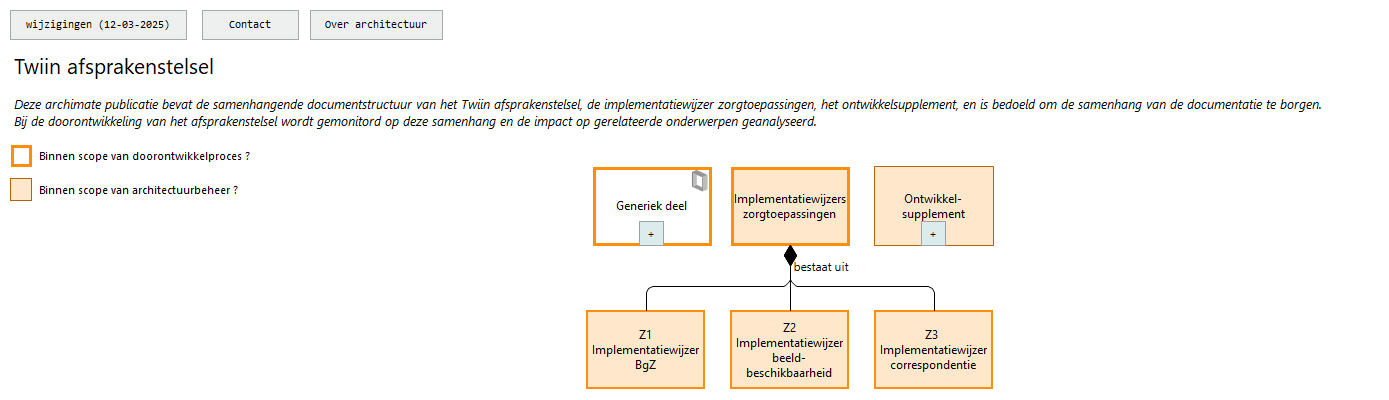 wijzigingen (12-03-2025)
Contact
Over architectuur
Twiin afsprakenstelsel
Deze archimate publicatie bevat de samenhangende documentstructuur van het Twiin afsprakenstelsel, de implementatiewijzer zorgtoepassingen, het ontwikkelsupplement, en is bedoeld om de samenhang van de documentatie te borgen.
Bij de doorontwikkeling van het afsprakenstelsel wordt gemonitord op deze samenhang en de impact op gerelateerde onderwerpen geanalyseerd.
Binnen scope van doorontwikkelproces ?
Binnen scope van architectuurbeheer ?
Generiek deel
+
Implementatiewijzers
zorgtoepassingen
Ontwikkel-
supplement
+
bestaat uit
Z1
Implementatiewijzer
BgZ
Z2
Implementatiewijzer
beeld-
beschikbaarheid
Z3
Implementatiewijzer
correspondentie